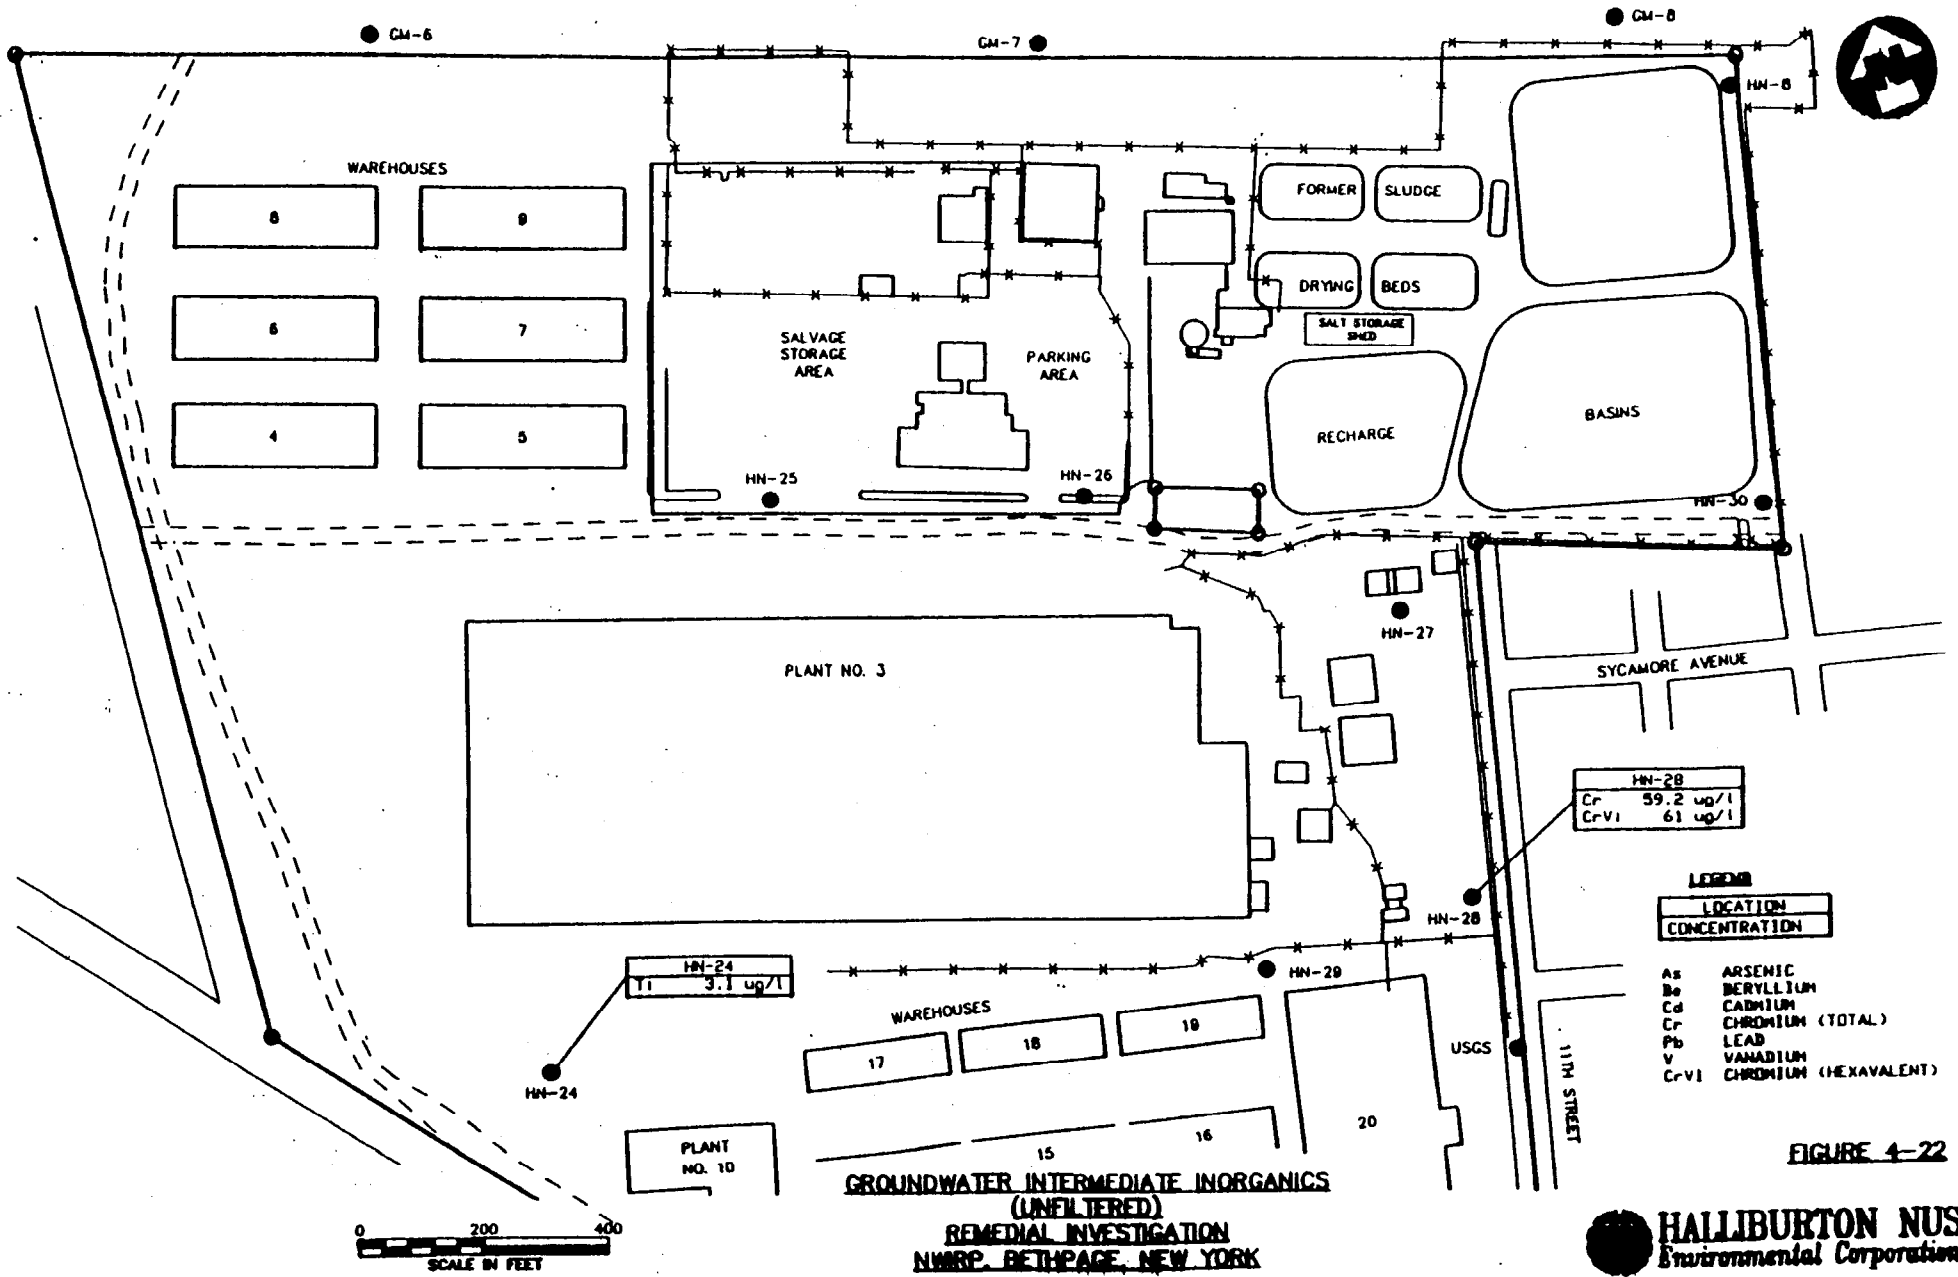 GM-6
GM-7
GM-8
HN-8
WAREHOUSES
8
9
6
7
4
5
FORMER SLUDGE
DRYING BEDS
SALT STORAGE
SHED
SALVAGE
STORAGE
AREA
PARKING
AREA
RECHARGE
BASINS
HN-25
HN-26
HN-30
HN-27
PLANT NO. 3
SYCAMORE AVENUE
HN-28
Cr 59.2 ug/l
CrVi 61 ug/l
HN-28
LEGEND
LOCATION
CONCENTRATION
As ARSENIC
Be BERYLLIUM
Cd CADMIUM
Cr CHROMIUM (TOTAL)
Pb LEAD
V VANADIUM
CrVI CHROMIUM (HEXAVALENT)
HN-24
Ti 3.1 ug/l
HN-24
HN-29
WAREHOUSES
17
18
19
USGS
11TH STREET
20
15
16
PLANT
NO. 10
FIGURE 4-22
GROUNDWATER INTERMEDIATE INORGANICS
(UNFILTERED)
REMEDIAL INVESTIGATION
NWIRP, BETHPAGE, NEW YORK
0 200 400
SCALE IN FEET
HALLIBURTON NUS
Environmental Corporation